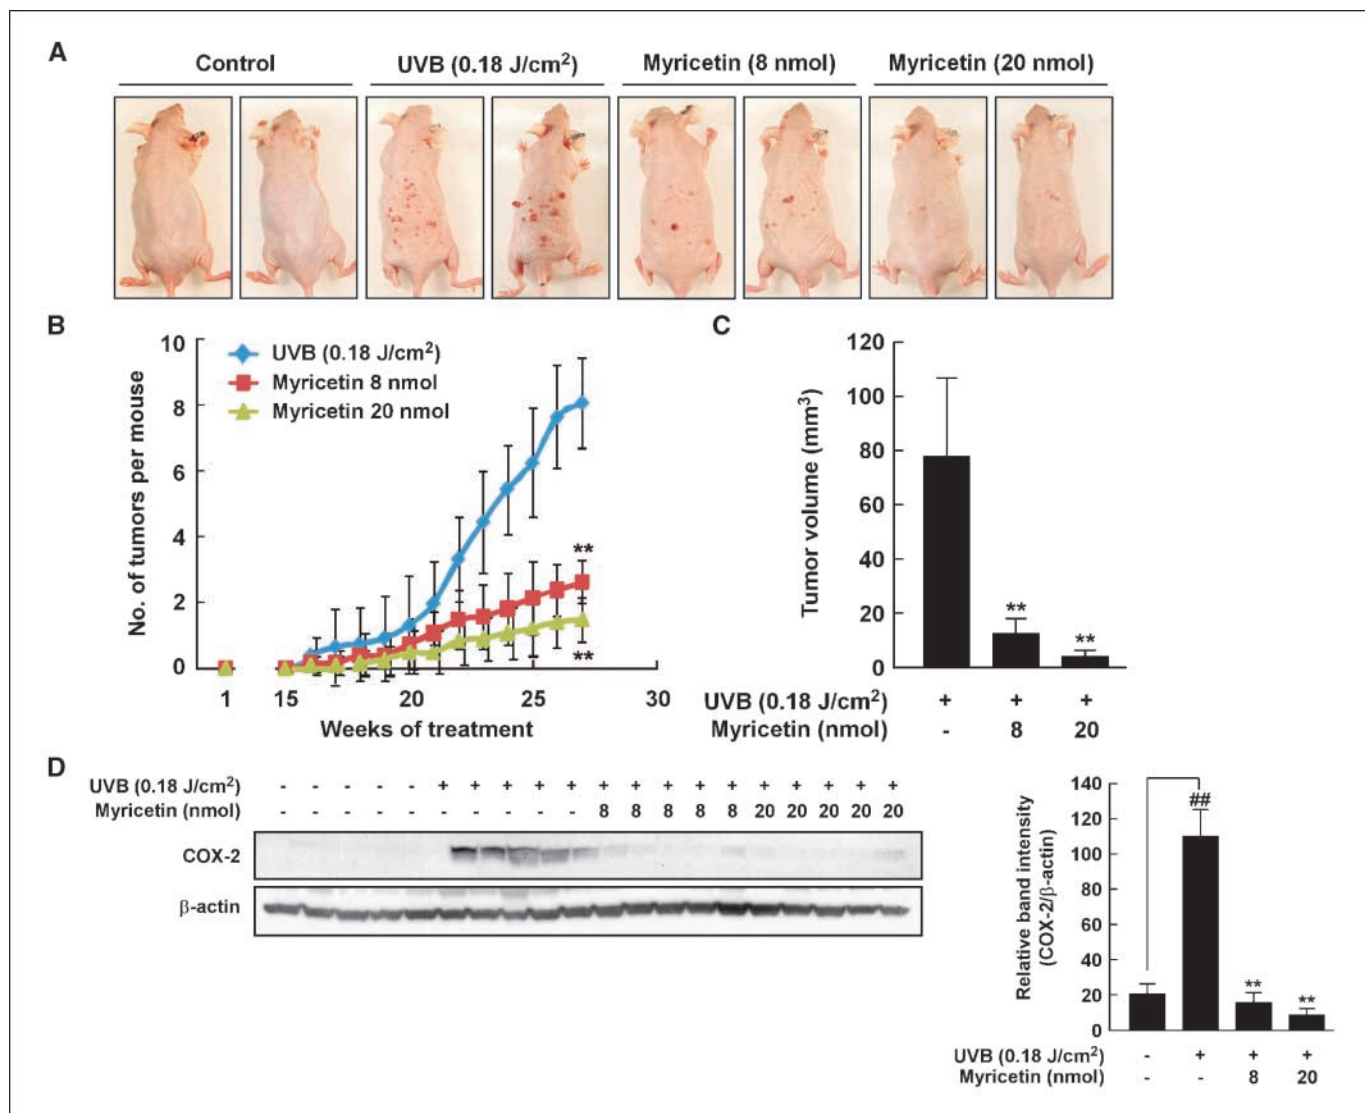 A
Control
UVB (0.18 J/cm²)
Myricetin (8 nmol)
Myricetin (20 nmol)
B
No. of tumors per mouse
10
8
6
4
2
0
UVB (0.18 J/cm²)
Myricetin 8 nmol
Myricetin 20 nmol
**
**
1 15 20 25 30
Weeks of treatment
C
Tumor volume (mm³)
120
100
80
60
40
20
0
**
**
UVB (0.18 J/cm²) + + +
Myricetin (nmol) - 8 20
D
UVB (0.18 J/cm²) - - - - - + + + + + + + + + + + + + + +
Myricetin (nmol) - - - - - - - - - - 8 8 8 8 8 20 20 20 20 20
COX-2
β-actin
Relative band intensity
(COX-2/β-actin)
140
120
100
80
60
40
20
0
##
**
**
UVB (0.18 J/cm²) - + + +
Myricetin (nmol) - - 8 20